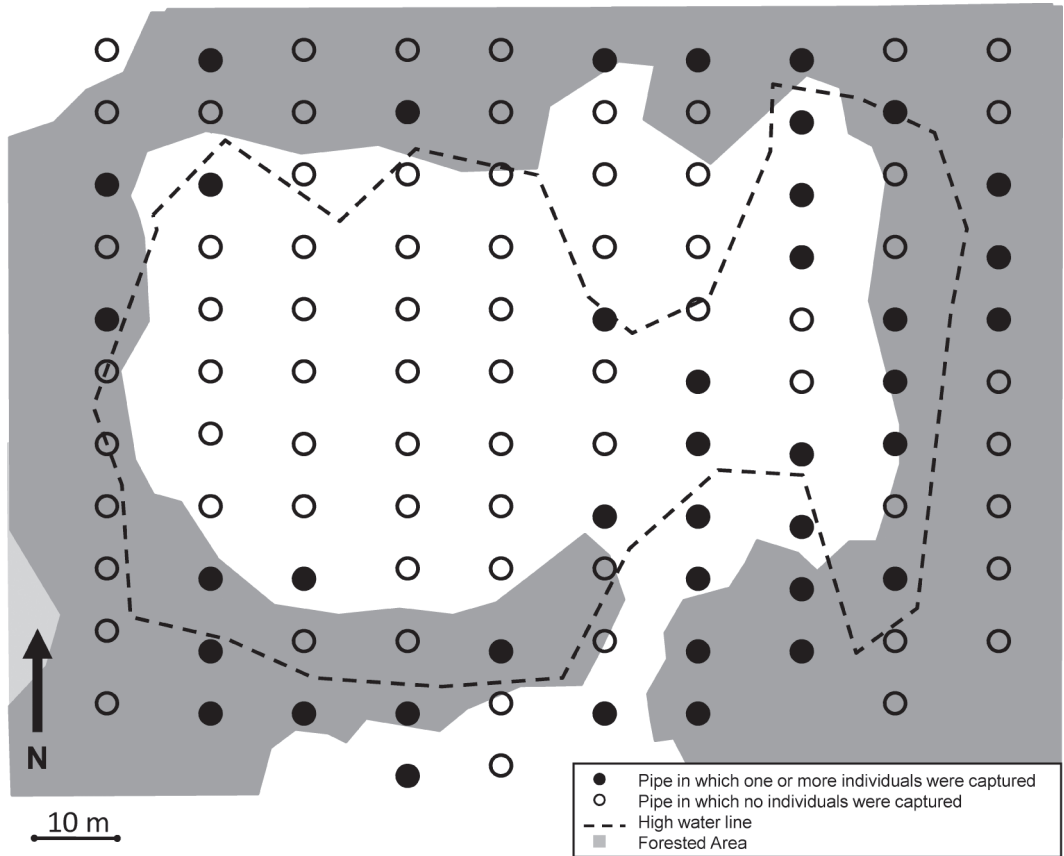 N
10 m
Pipe in which one or more individuals were captured
Pipe in which no individuals were captured
High water line
Forested Area